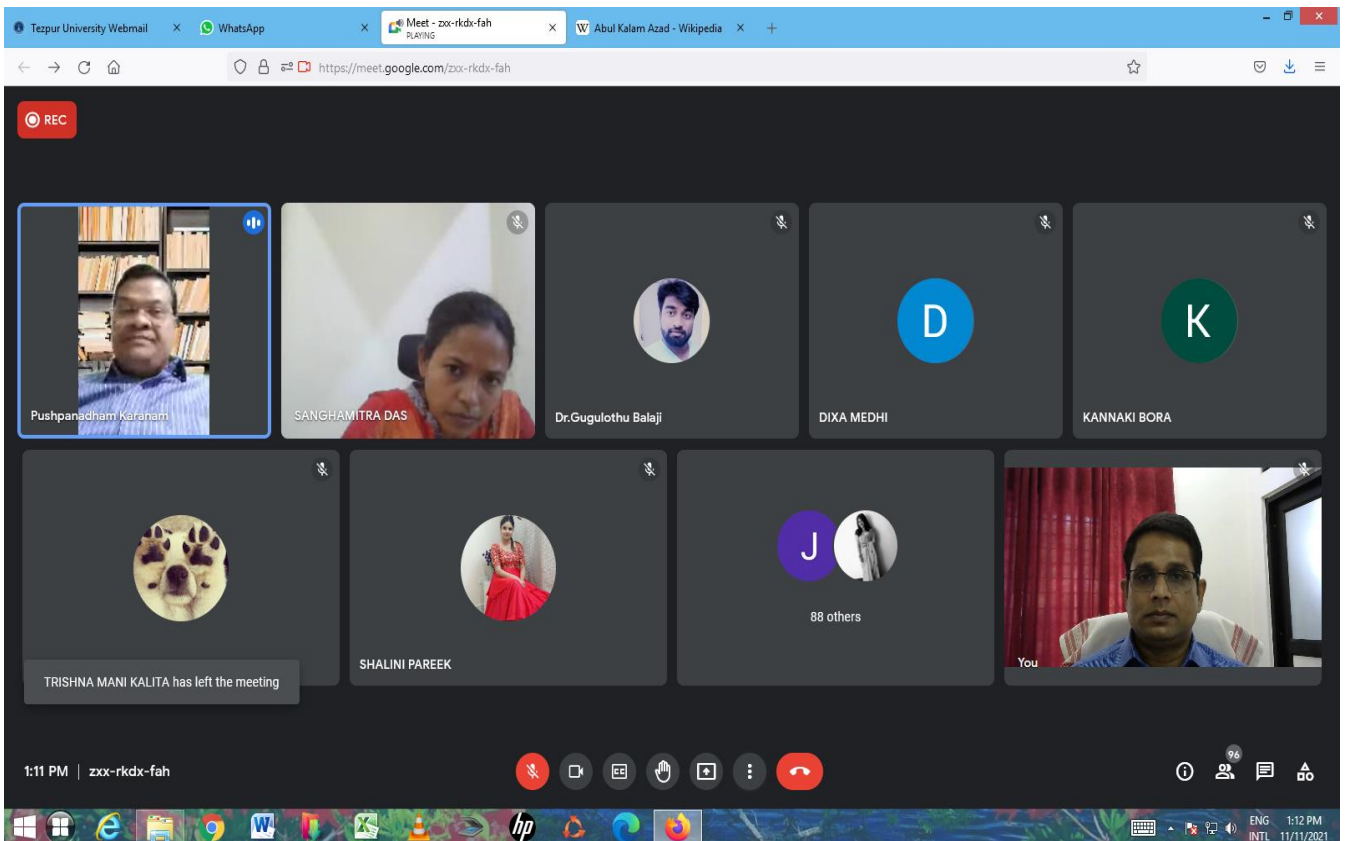 Tezpur University Webmail
WhatsApp
Meet - zxx-rkdx-fah
PLAYING
W Abul Kalam Azad - Wikipedia
https://meet.google.com/zxx-rkdx-fah
REC
Pushpanadham Karanam
SANGHAMITRA DAS
Dr.Gugulothu Balaji
D
DIXA MEDHI
K
KANNAKI BORA
SHALINI PAREEK
J
88 others
You
TRISHNA MANI KALITA has left the meeting
1:11 PM | zxx-rkdx-fah
CC
96
hp
ENG 1:12 PM
INTL 11/11/2021